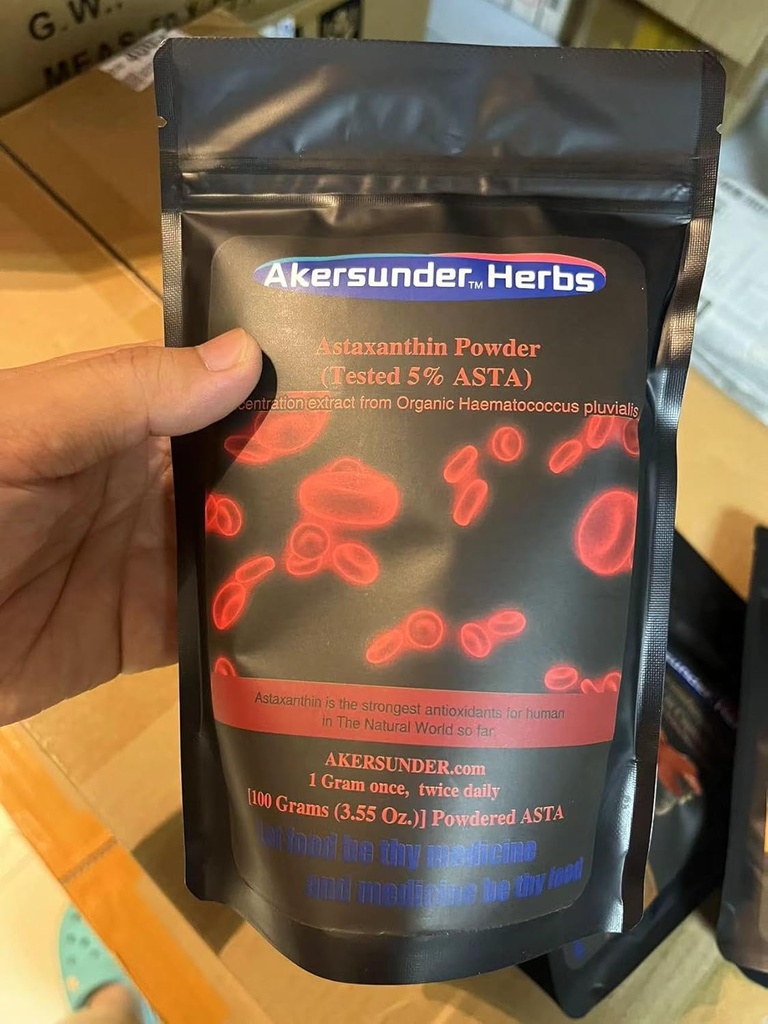 G.W.:
MEAS
Akersunder TM Herbs
Astaxanthin Powder
(Tested 5% ASTA)
centration extract from Organic Haematococcus pluvialis
Astaxanthin is the strongest antioxidants for human
in The Natural World so far
AKERSUNDER.com
1 Gram once, twice daily
[100 Grams (3.55 Oz.)] Powdered ASTA
let food be thy medicine
and medicine be thy food